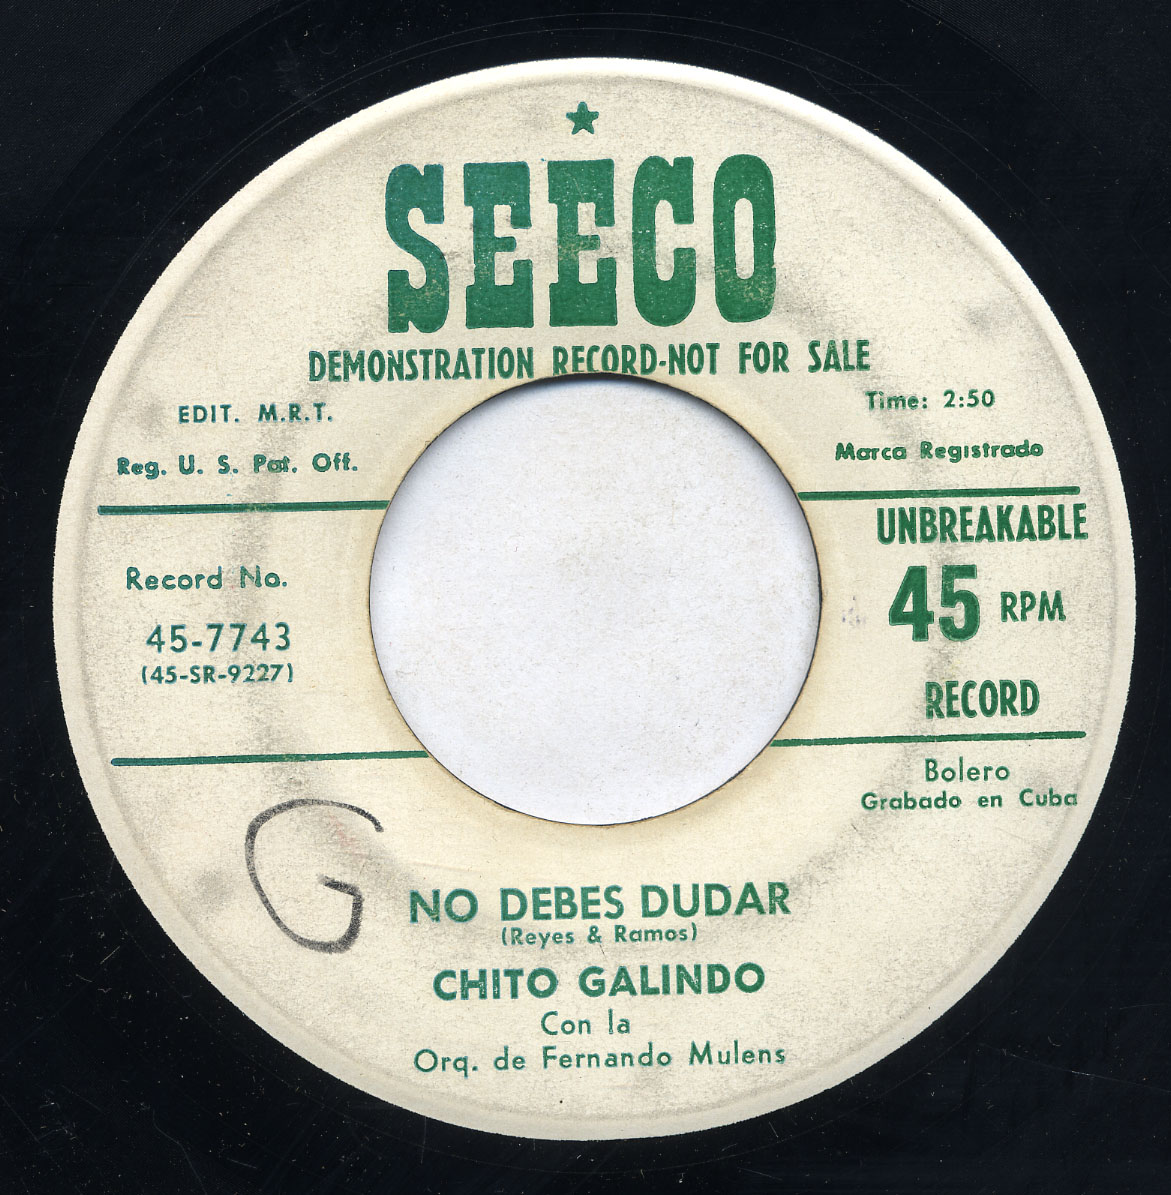 SEECO
DEMONSTRATION RECORD-NOT FOR SALE
EDIT. M.R.T.
Time: 2:50
Reg. U. S. Pat. Off.
Marca Registrado
UNBREAKABLE
45 RPM
RECORD
Record No.
45-7743
(45-SR-9227)
Bolero
Grabado en Cuba
G
NO DEBES DUDAR
(Reyes & Ramos)
CHITO GALINDO
Con la
Orq. de Fernando Mulens